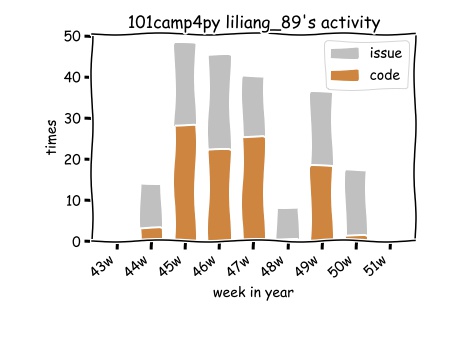 101camp4py liliang_89's activity
issue
code
50
40
30
20
10
0
times
43w 44w 45w 46w 47w 48w 49w 50w 51w
week in year